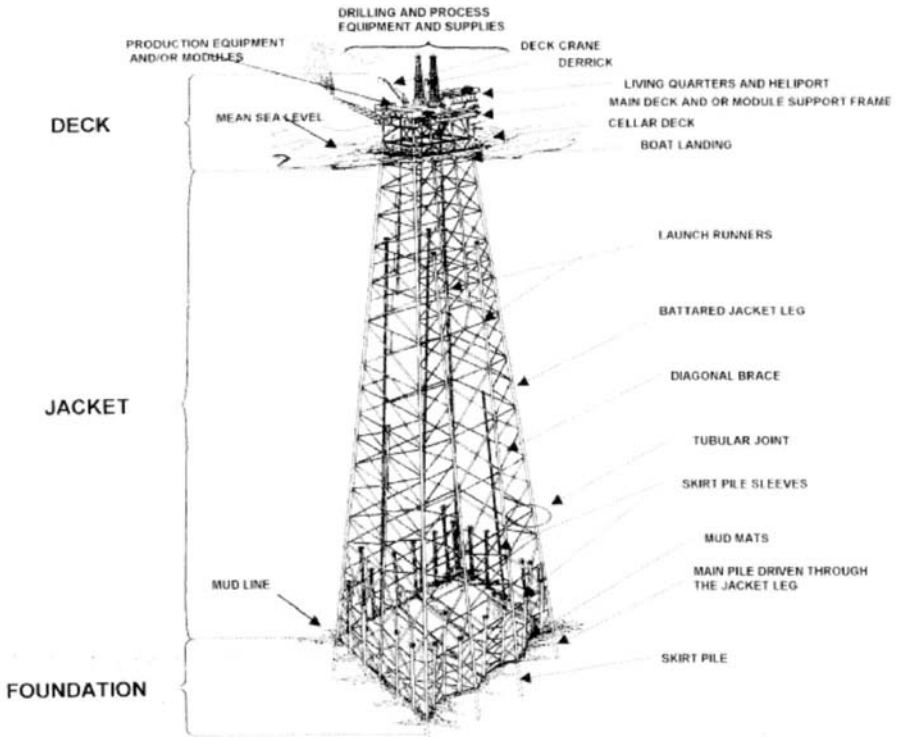 DRILLING AND PROCESS
EQUIPMENT AND SUPPLIES
PRODUCTION EQUIPMENT
AND/OR MODULES
DECK CRANE
DERRICK
LIVING QUARTERS AND HELIPORT
MAIN DECK AND OR MODULE SUPPORT FRAME
DECK
MEAN SEA LEVEL
CELLAR DECK
BOAT LANDING
LAUNCH RUNNERS
BATTARED JACKET LEG
DIAGONAL BRACE
JACKET
TUBULAR JOINT
SKIRT PILE SLEEVES
MUD MATS
MAIN PILE DRIVEN THROUGH
THE JACKET LEG
MUD LINE
SKIRT PILE
FOUNDATION